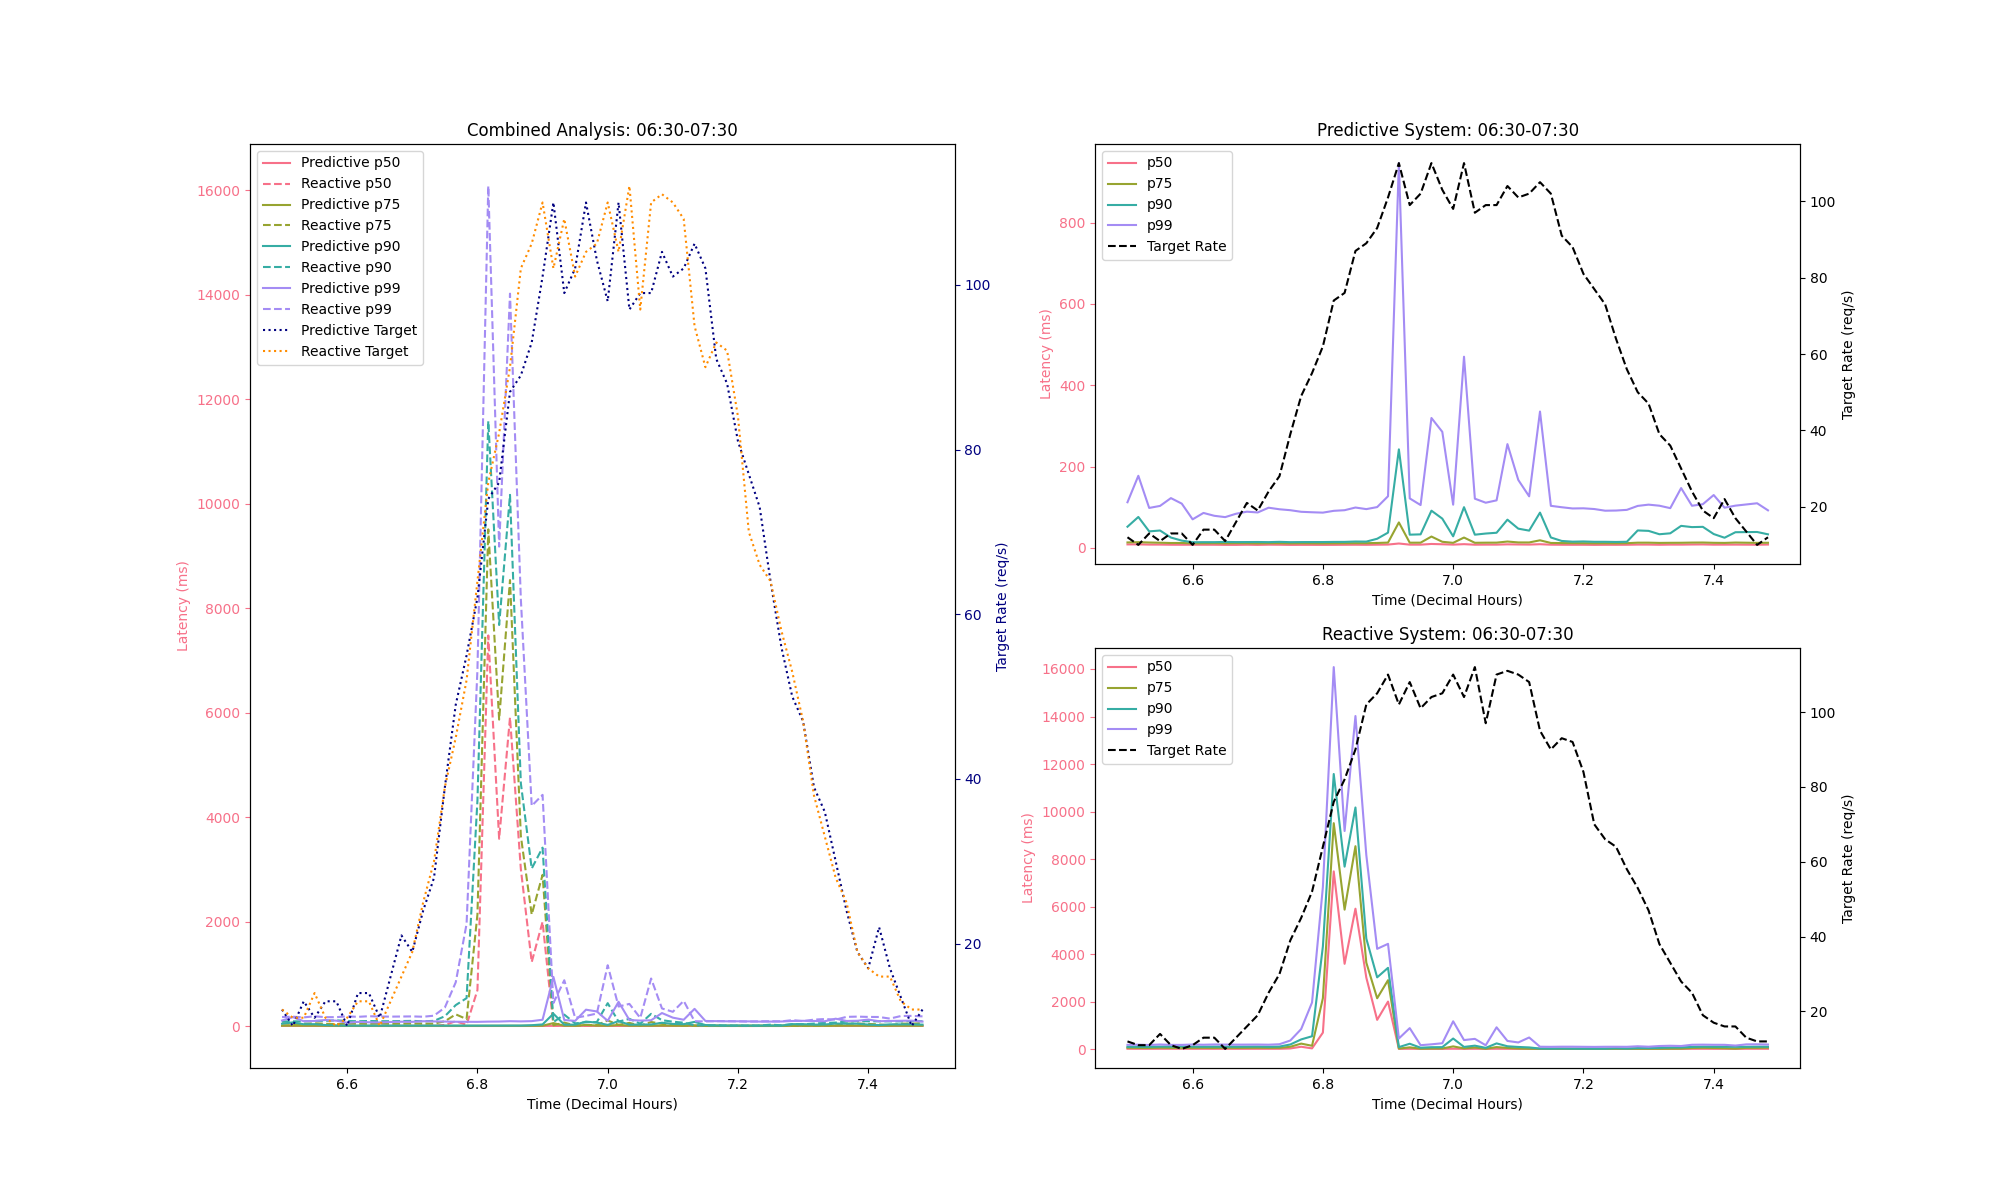 Combined Analysis: 06:30-07:30
Predictive p50
Reactive p50
Predictive p75
Reactive p75
Predictive p90
Reactive p90
Predictive p99
Reactive p99
Predictive Target
Reactive Target
16000
14000
12000
10000
8000
6000
4000
2000
0
Latency (ms)
100
80
60
40
20
Target Rate (req/s)
6.6 6.8 7.0 7.2 7.4
Time (Decimal Hours)
Predictive System: 06:30-07:30
p50
p75
p90
p99
Target Rate
800
600
400
200
0
Latency (ms)
100
80
60
40
20
Target Rate (req/s)
6.6 6.8 7.0 7.2 7.4
Time (Decimal Hours)
Reactive System: 06:30-07:30
p50
p75
p90
p99
Target Rate
16000
14000
12000
10000
8000
6000
4000
2000
0
Latency (ms)
100
80
60
40
20
Target Rate (req/s)
6.6 6.8 7.0 7.2 7.4
Time (Decimal Hours)